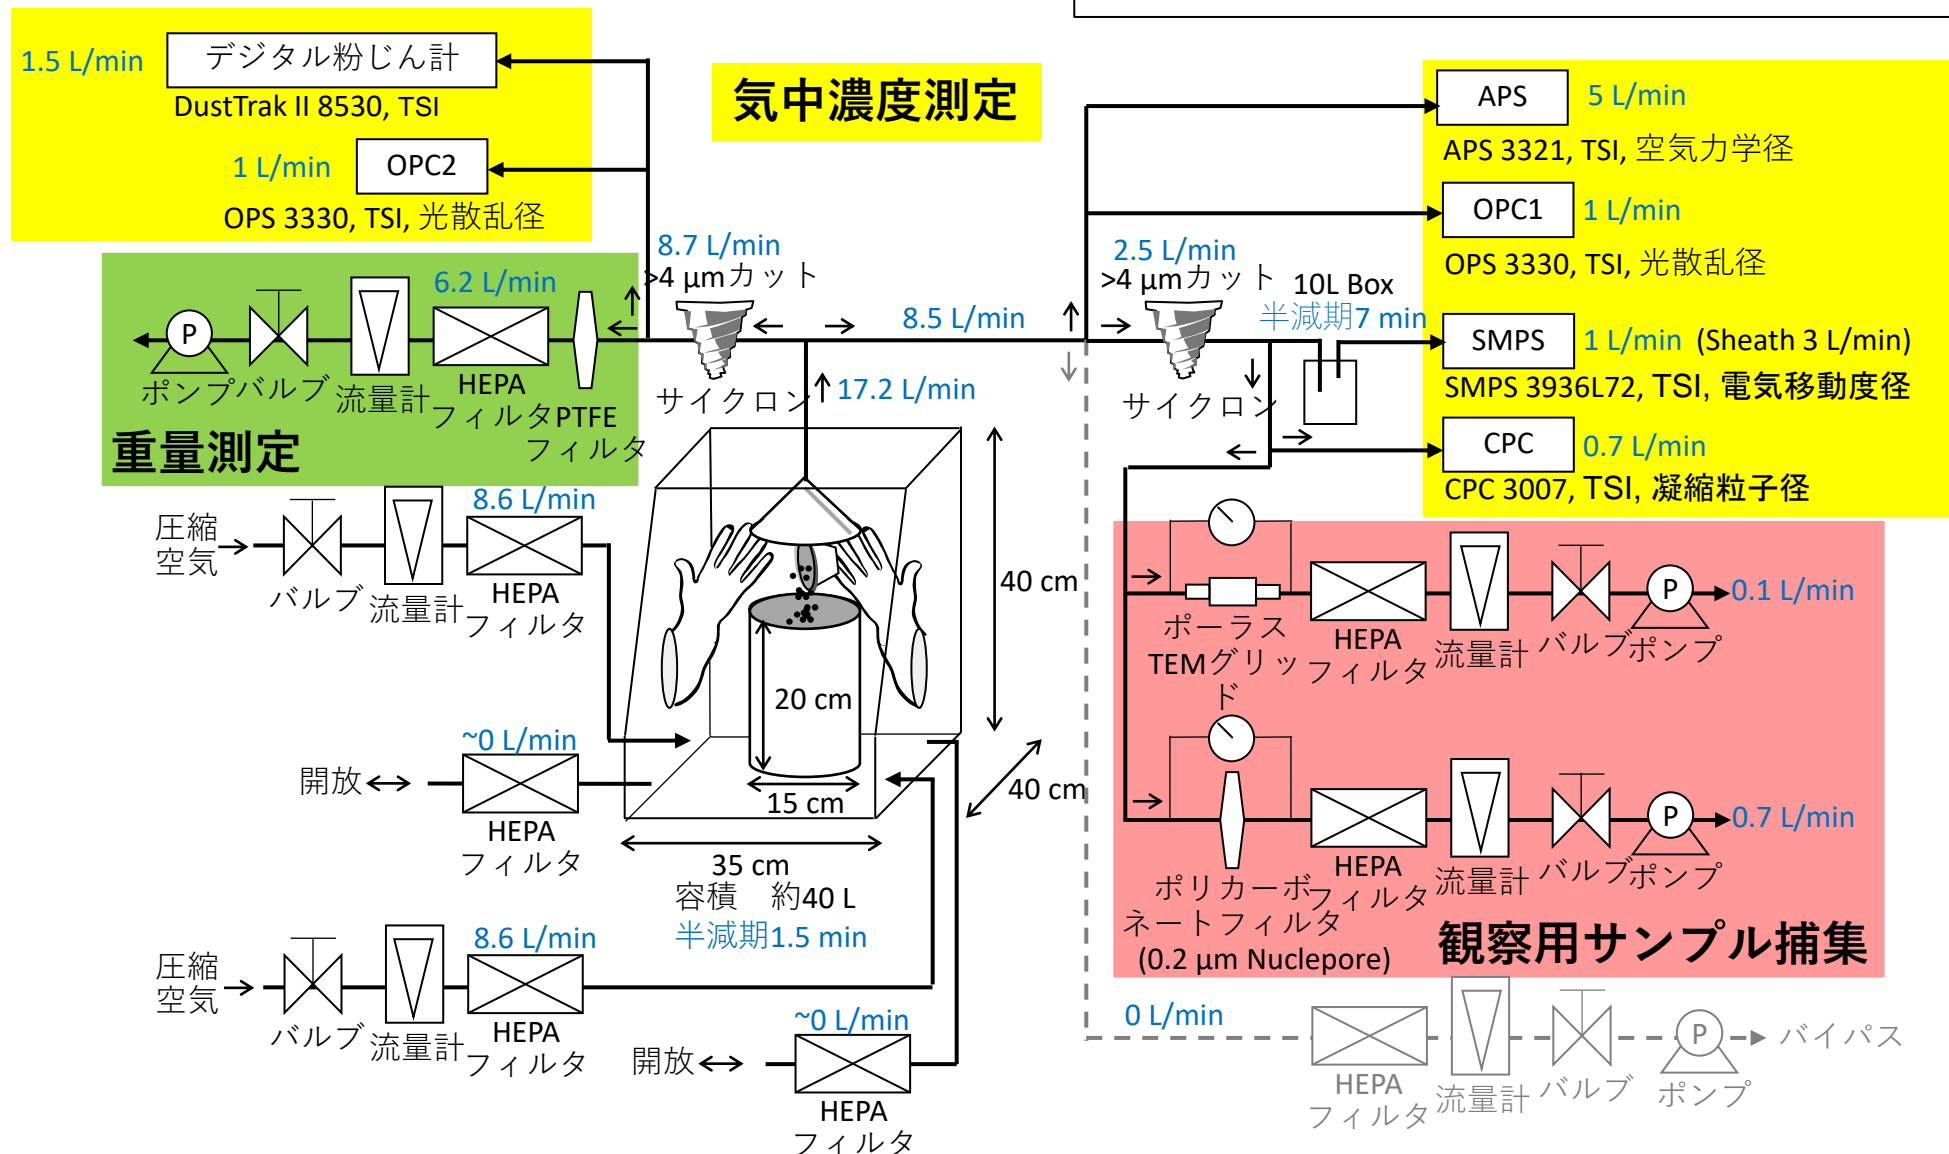 1.5 L/min
デジタル粉じん計
DustTrak II 8530, TSI
1 L/min
OPC2
OPS 3330, TSI, 光散乱径
気中濃度測定
APS
5 L/min
APS 3321, TSI, 空気力学径
OPC1
1 L/min
OPS 3330, TSI, 光散乱径
SMPS
1 L/min (Sheath 3 L/min)
SMPS 3936L72, TSI, 電気移動度径
CPC
0.7 L/min
CPC 3007, TSI, 凝縮粒子径
8.7 L/min
>4 µmカット
サイクロン
8.5 L/min
17.2 L/min
2.5 L/min
>4 µmカット
サイクロン
10L Box
半減期7 min
6.2 L/min
P
ポンプ
バルブ
流量計
HEPA
フィルタ
PTFE
フィルタ
重量測定
圧縮
空気
バルブ
流量計
8.6 L/min
HEPA
フィルタ
開放
~0 L/min
HEPA
フィルタ
40 cm
20 cm
15 cm
40 cm
35 cm
容積 約40 L
半減期1.5 min
圧縮
空気
バルブ
流量計
8.6 L/min
HEPA
フィルタ
開放
~0 L/min
HEPA
フィルタ
ポーラス
TEMグリッ
ド
HEPA
フィルタ
流量計
バルブ
P
ポンプ
0.1 L/min
ポリカーボ
ネートフィルタ
(0.2 µm Nuclepore)
HEPA
フィルタ
流量計
バルブ
P
ポンプ
0.7 L/min
観察用サンプル捕集
0 L/min
HEPA
フィルタ
流量計
バルブ
P
ポンプ
バイパス